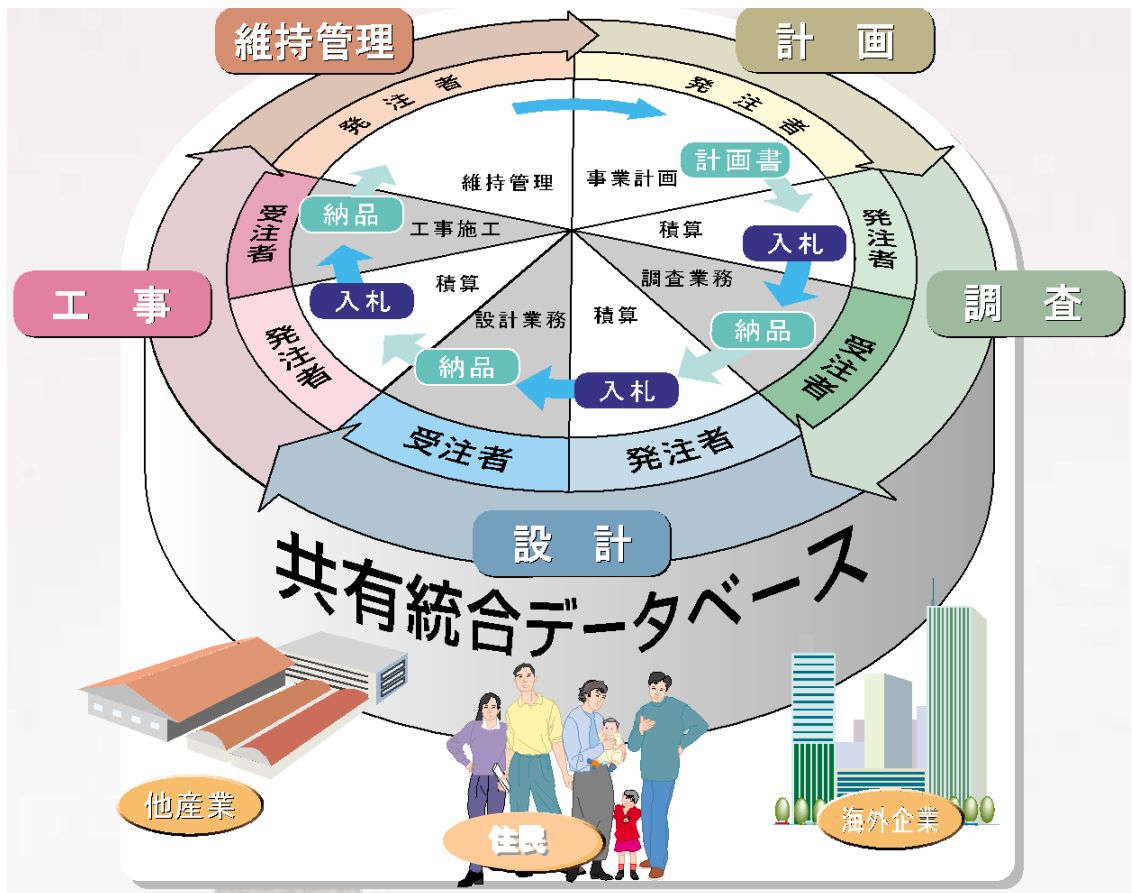 維持管理
計画
発注者
発注者
計画書
維持管理
事業計画
納品
受注者
工事施工
積算
入札
発注者
工事
入札
積算
調査業務
調査
発注者
設計業務
積算
納品
受注者
納品
入札
受注者
発注者
設計
共有統合データベース
他産業
住民
海外企業